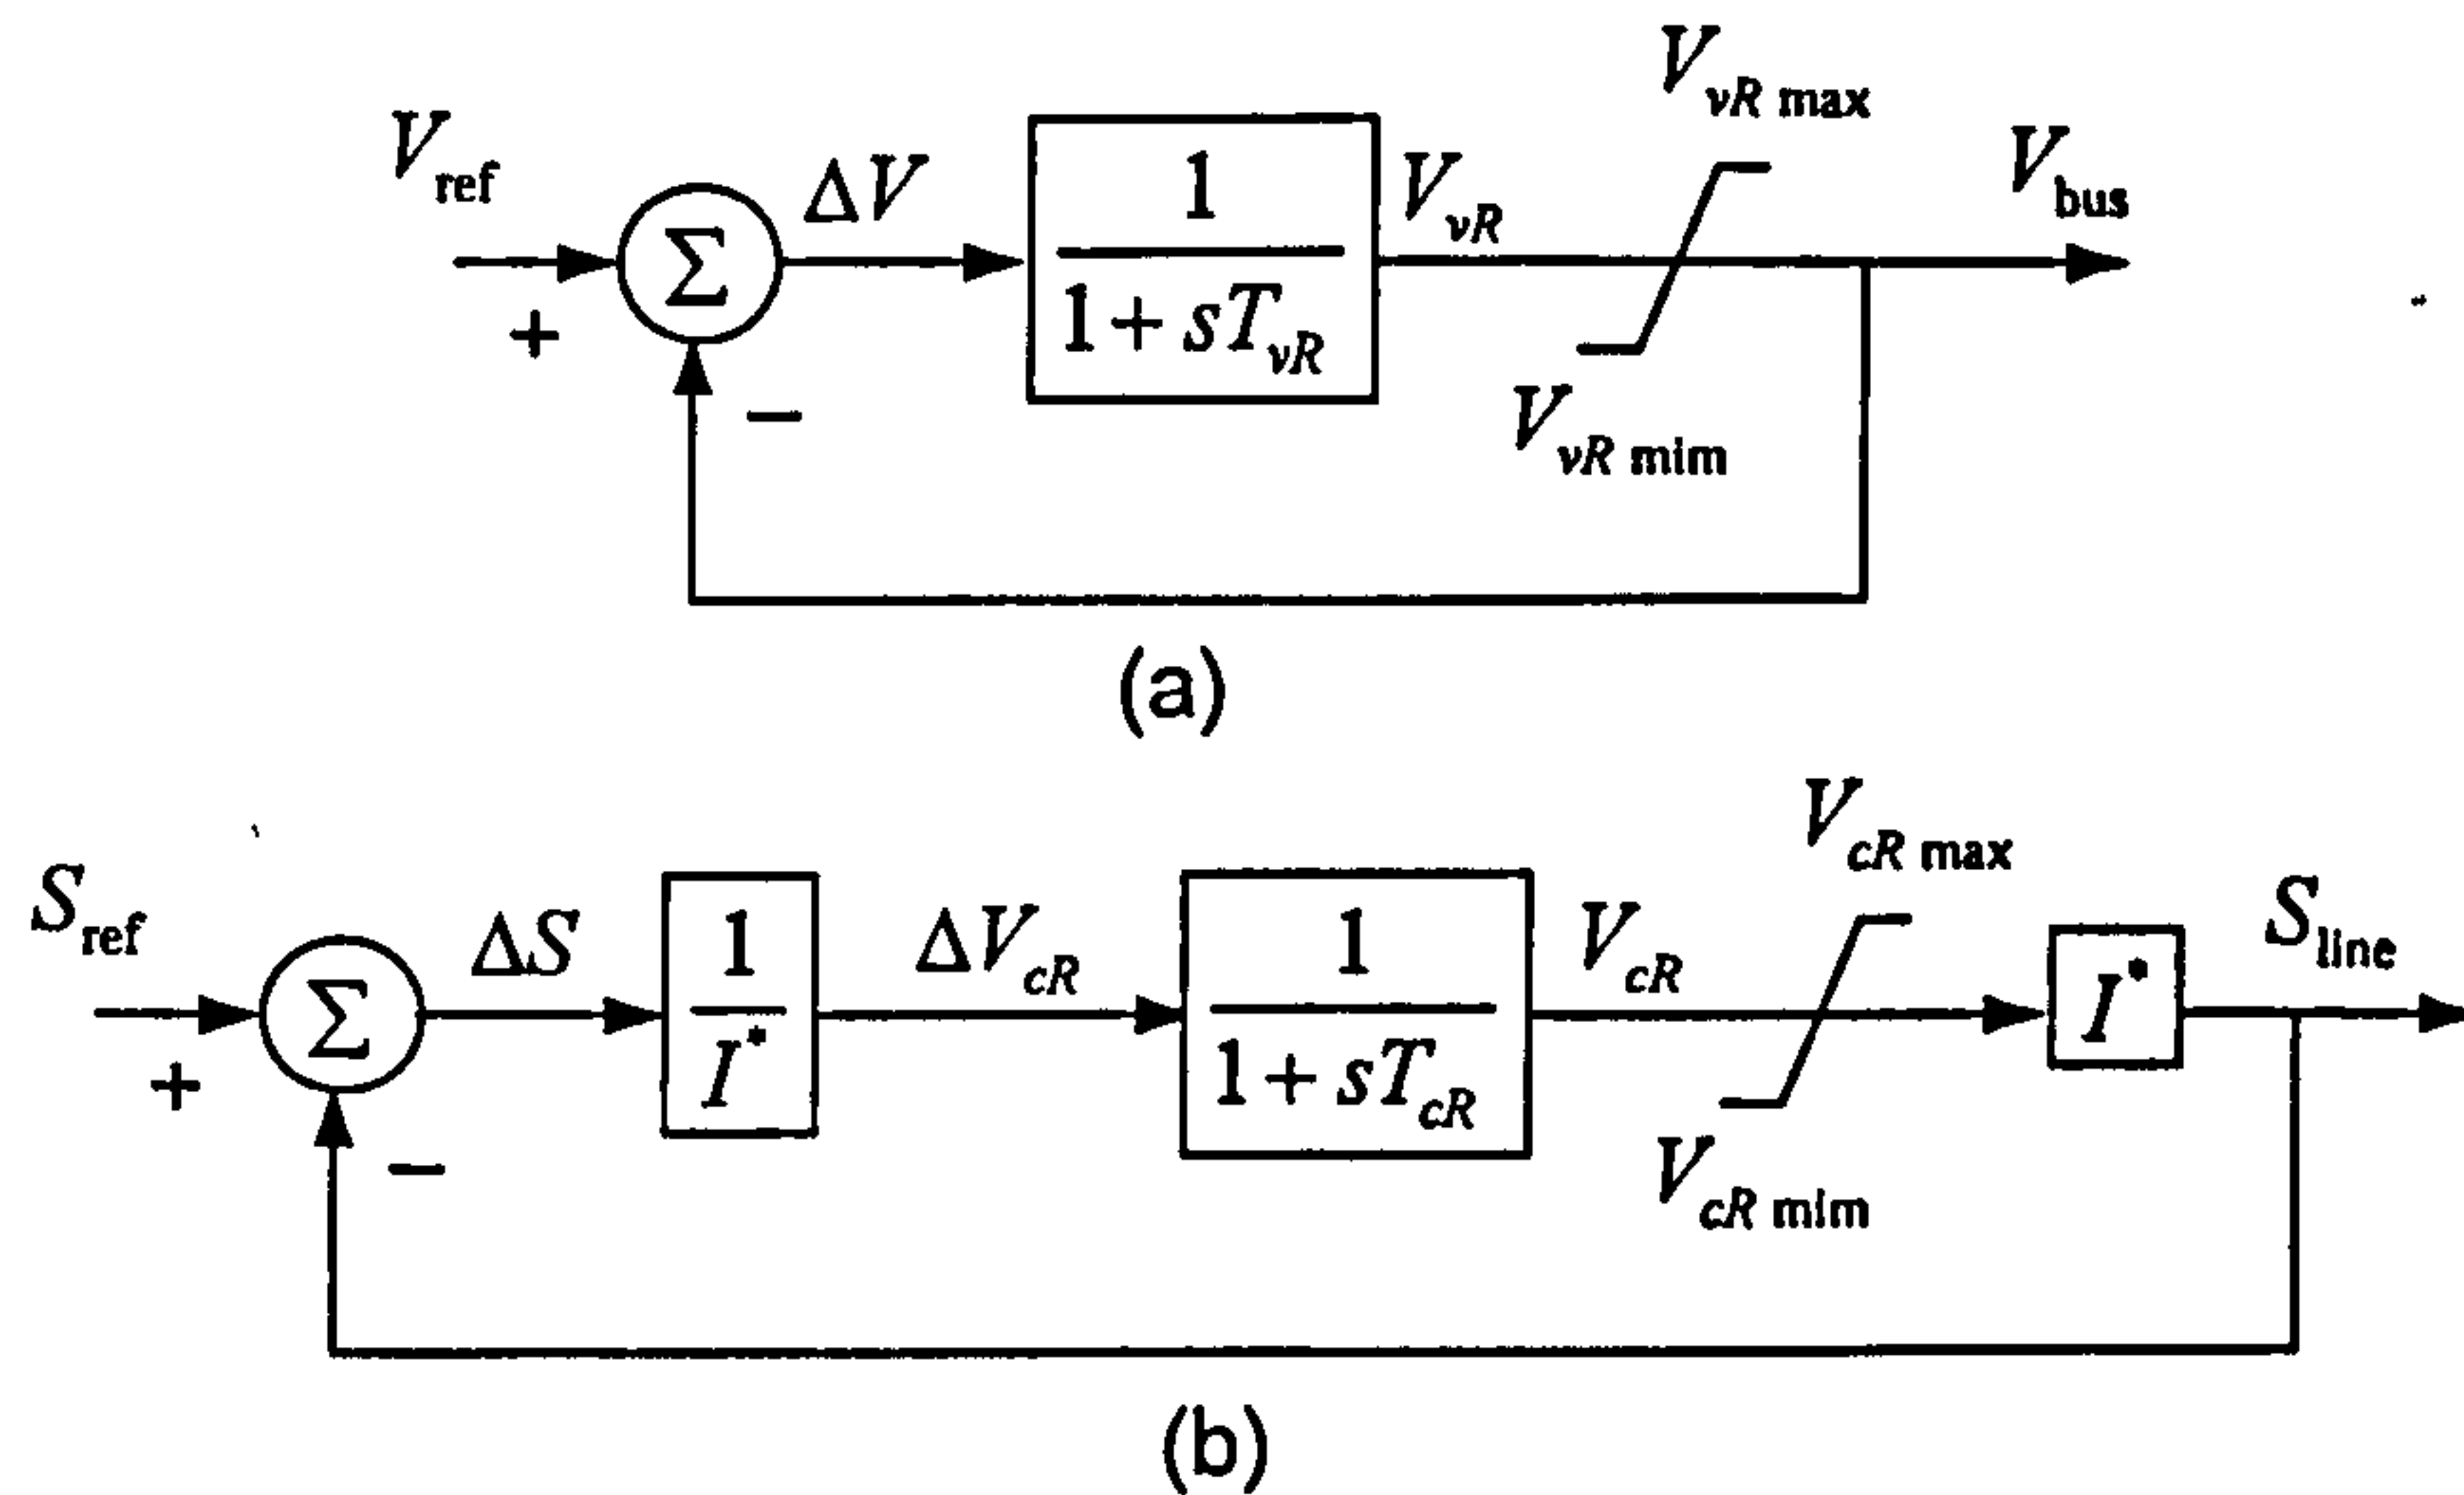 V_ref
+
Σ
−
ΔV
1
1 + sT_vR
V_vR
V_vR max
V_vR mim
V_bus
(a)
S_ref
+
Σ
−
ΔS
1
I*
ΔV_cR
1
1 + sT_cR
V_cR
V_cR max
V_cR mim
I*
S_line
(b)